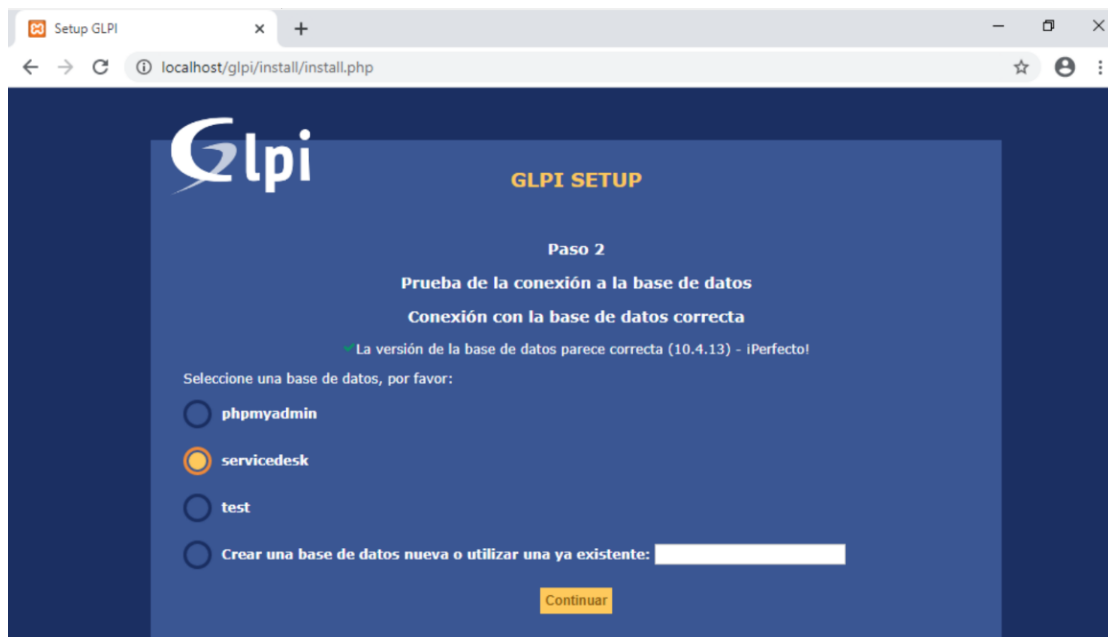 Setup GLPI
localhost/glpi/install/install.php
Glpi
GLPI SETUP
Paso 2
Prueba de la conexión a la base de datos
Conexión con la base de datos correcta
La versión de la base de datos parece correcta (10.4.13) - ¡Perfecto!
Seleccione una base de datos, por favor:
phpmyadmin
servicedesk
test
Crear una base de datos nueva o utilizar una ya existente:
Continuar